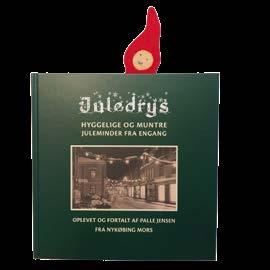 Juledrys
HYGGELIGE OG MUNTRE
JULEMINDER FRA ENGANG
OPLEVET OG FORTALT AF PALLE JENSEN
FRA NYKØBING MORS